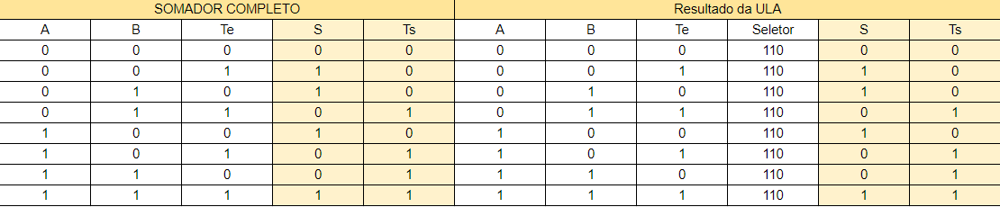 SOMADOR COMPLETO Resultado da ULA
A B Te S Ts A B Te Seletor S Ts
0 0 0 0 0 0 0 0 110 0 0
0 0 1 1 0 0 0 1 110 1 0
0 1 0 1 0 0 1 0 110 1 0
0 1 1 0 1 0 1 1 110 0 1
1 0 0 1 0 1 0 0 110 1 0
1 0 1 0 1 1 0 1 110 0 1
1 1 0 0 1 1 1 0 110 0 1
1 1 1 1 1 1 1 1 110 1 1